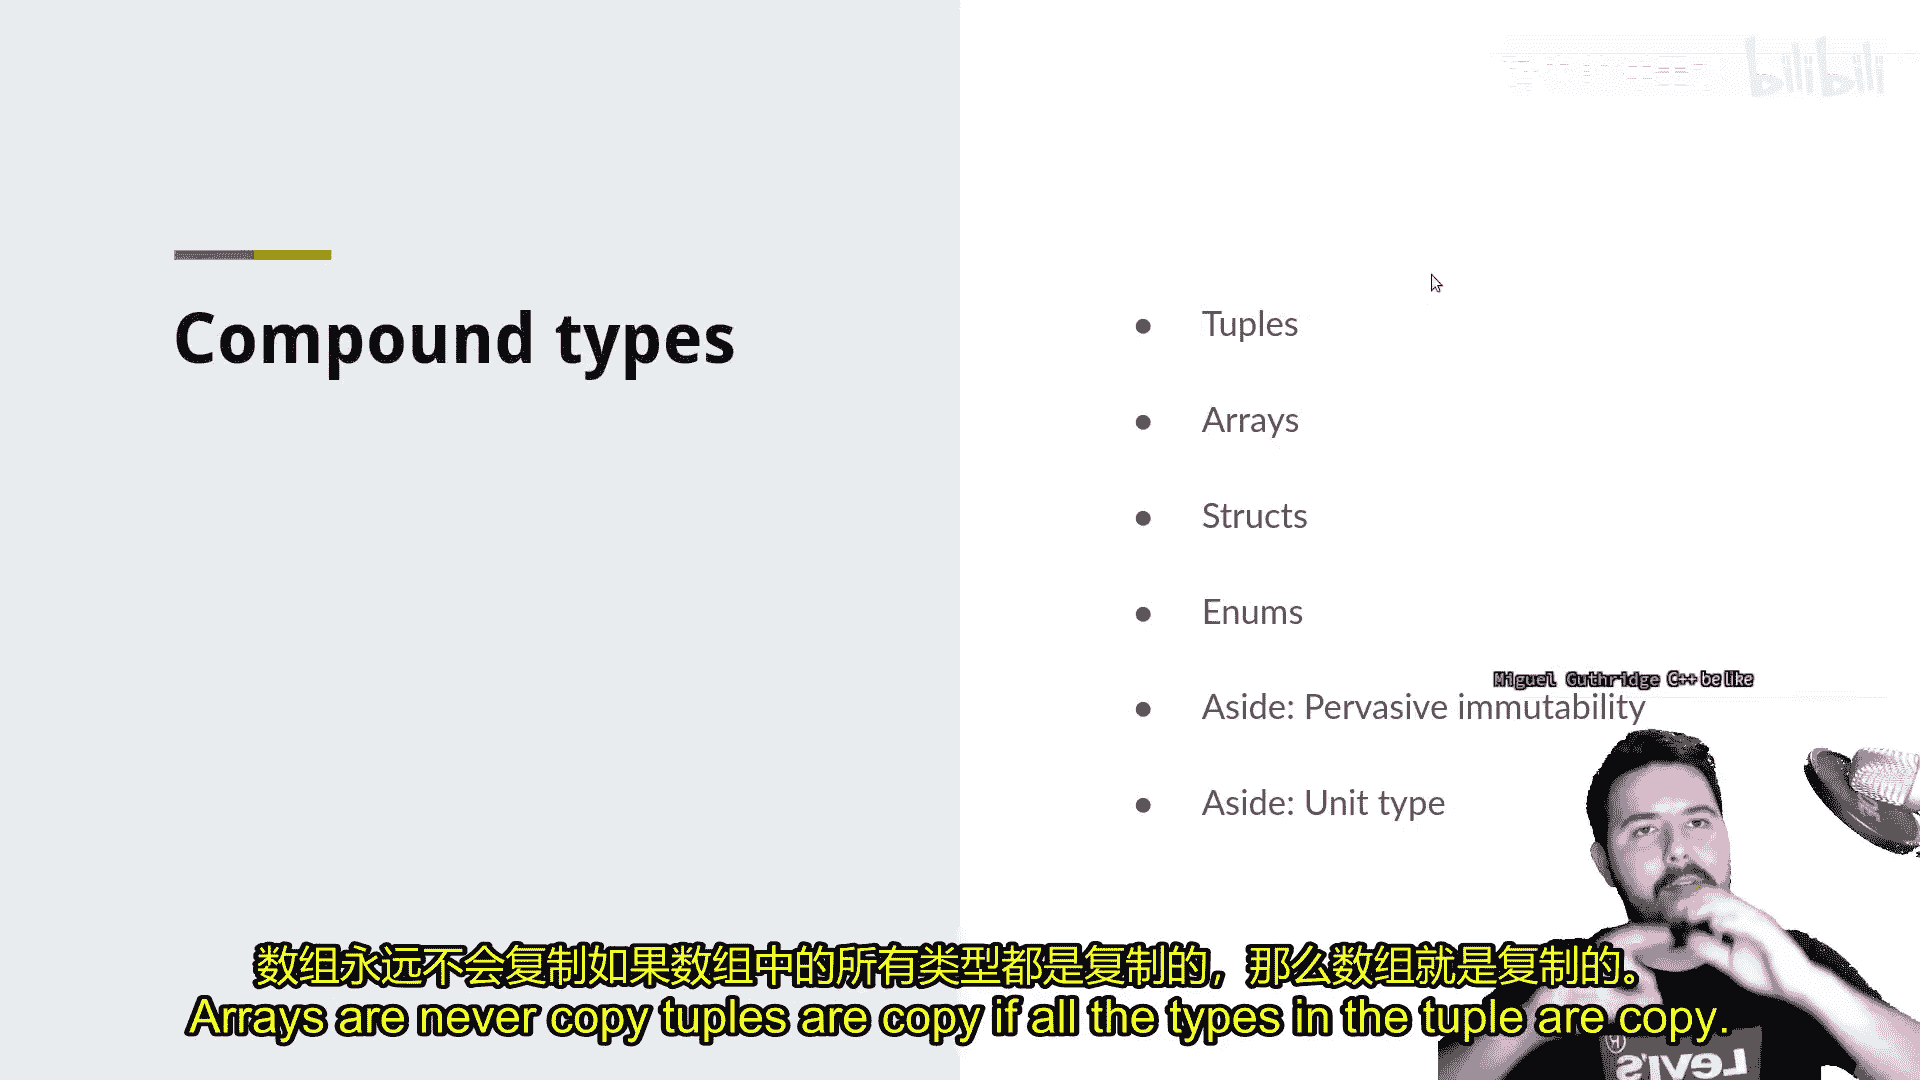 bilibili
Compound types
● Tuples
● Arrays
● Structs
● Enums
Miguel Guthridge C++ be like
● Aside: Pervasive immutability
● Aside: Unit type
数组永远不会复制如果数组中的所有类型都是复制的，那么数组就是复制的。
Arrays are never copy tuples are copy if all the types in the tuple are copy.
LEVI'S
®